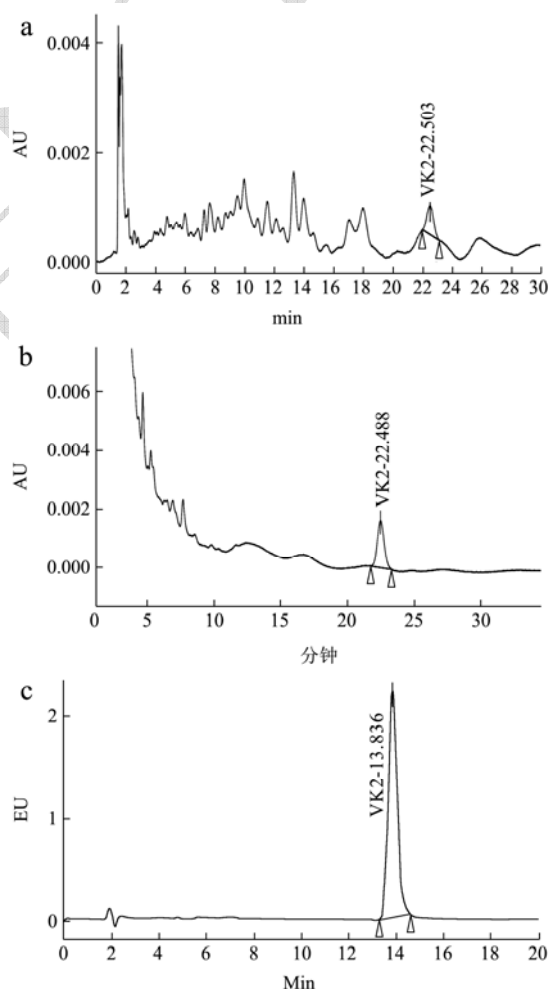 a
0.004
0.002
0.000
AU
VK2-22.503
0 2 4 6 8 10 12 14 16 18 20 22 24 26 28 30
min
b
0.006
0.004
0.002
0.000
AU
VK2-22.488
5 10 15 20 25 30
分钟
c
2
1
0
EU
VK2-13.836
0 2 4 6 8 10 12 14 16 18 20
Min